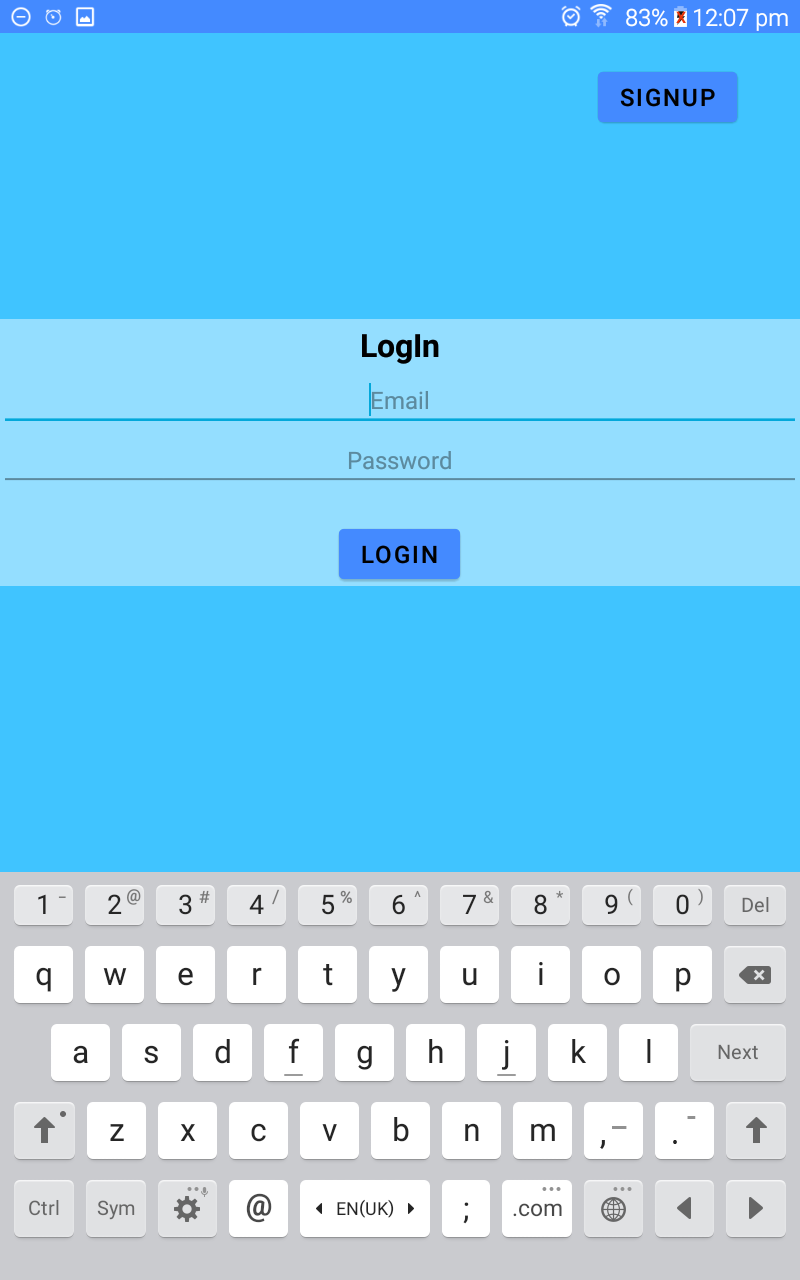 83% 12:07 pm
SIGNUP
LogIn
Email
Password
LOGIN
1 – 2 @ 3 # 4 / 5 % 6 ^ 7 & 8 * 9 ( 0 ) Del
q w e r t y u i o p
a s d f g h j k l Next
z x c v b n m , – . -
Ctrl Sym @ EN(UK) ; .com